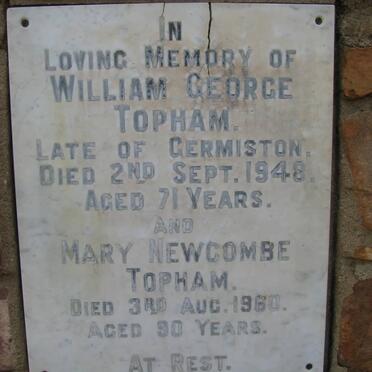 IN
LOVING MEMORY OF
WILLIAM GEORGE
TOPHAM.
LATE OF GERMISTON.
DIED 2ND SEPT. 1948.
AGED 71 YEARS.
AND
MARY NEWCOMBE
TOPHAM.
DIED 3RD AUG. 1960.
AGED 90 YEARS.
AT REST.